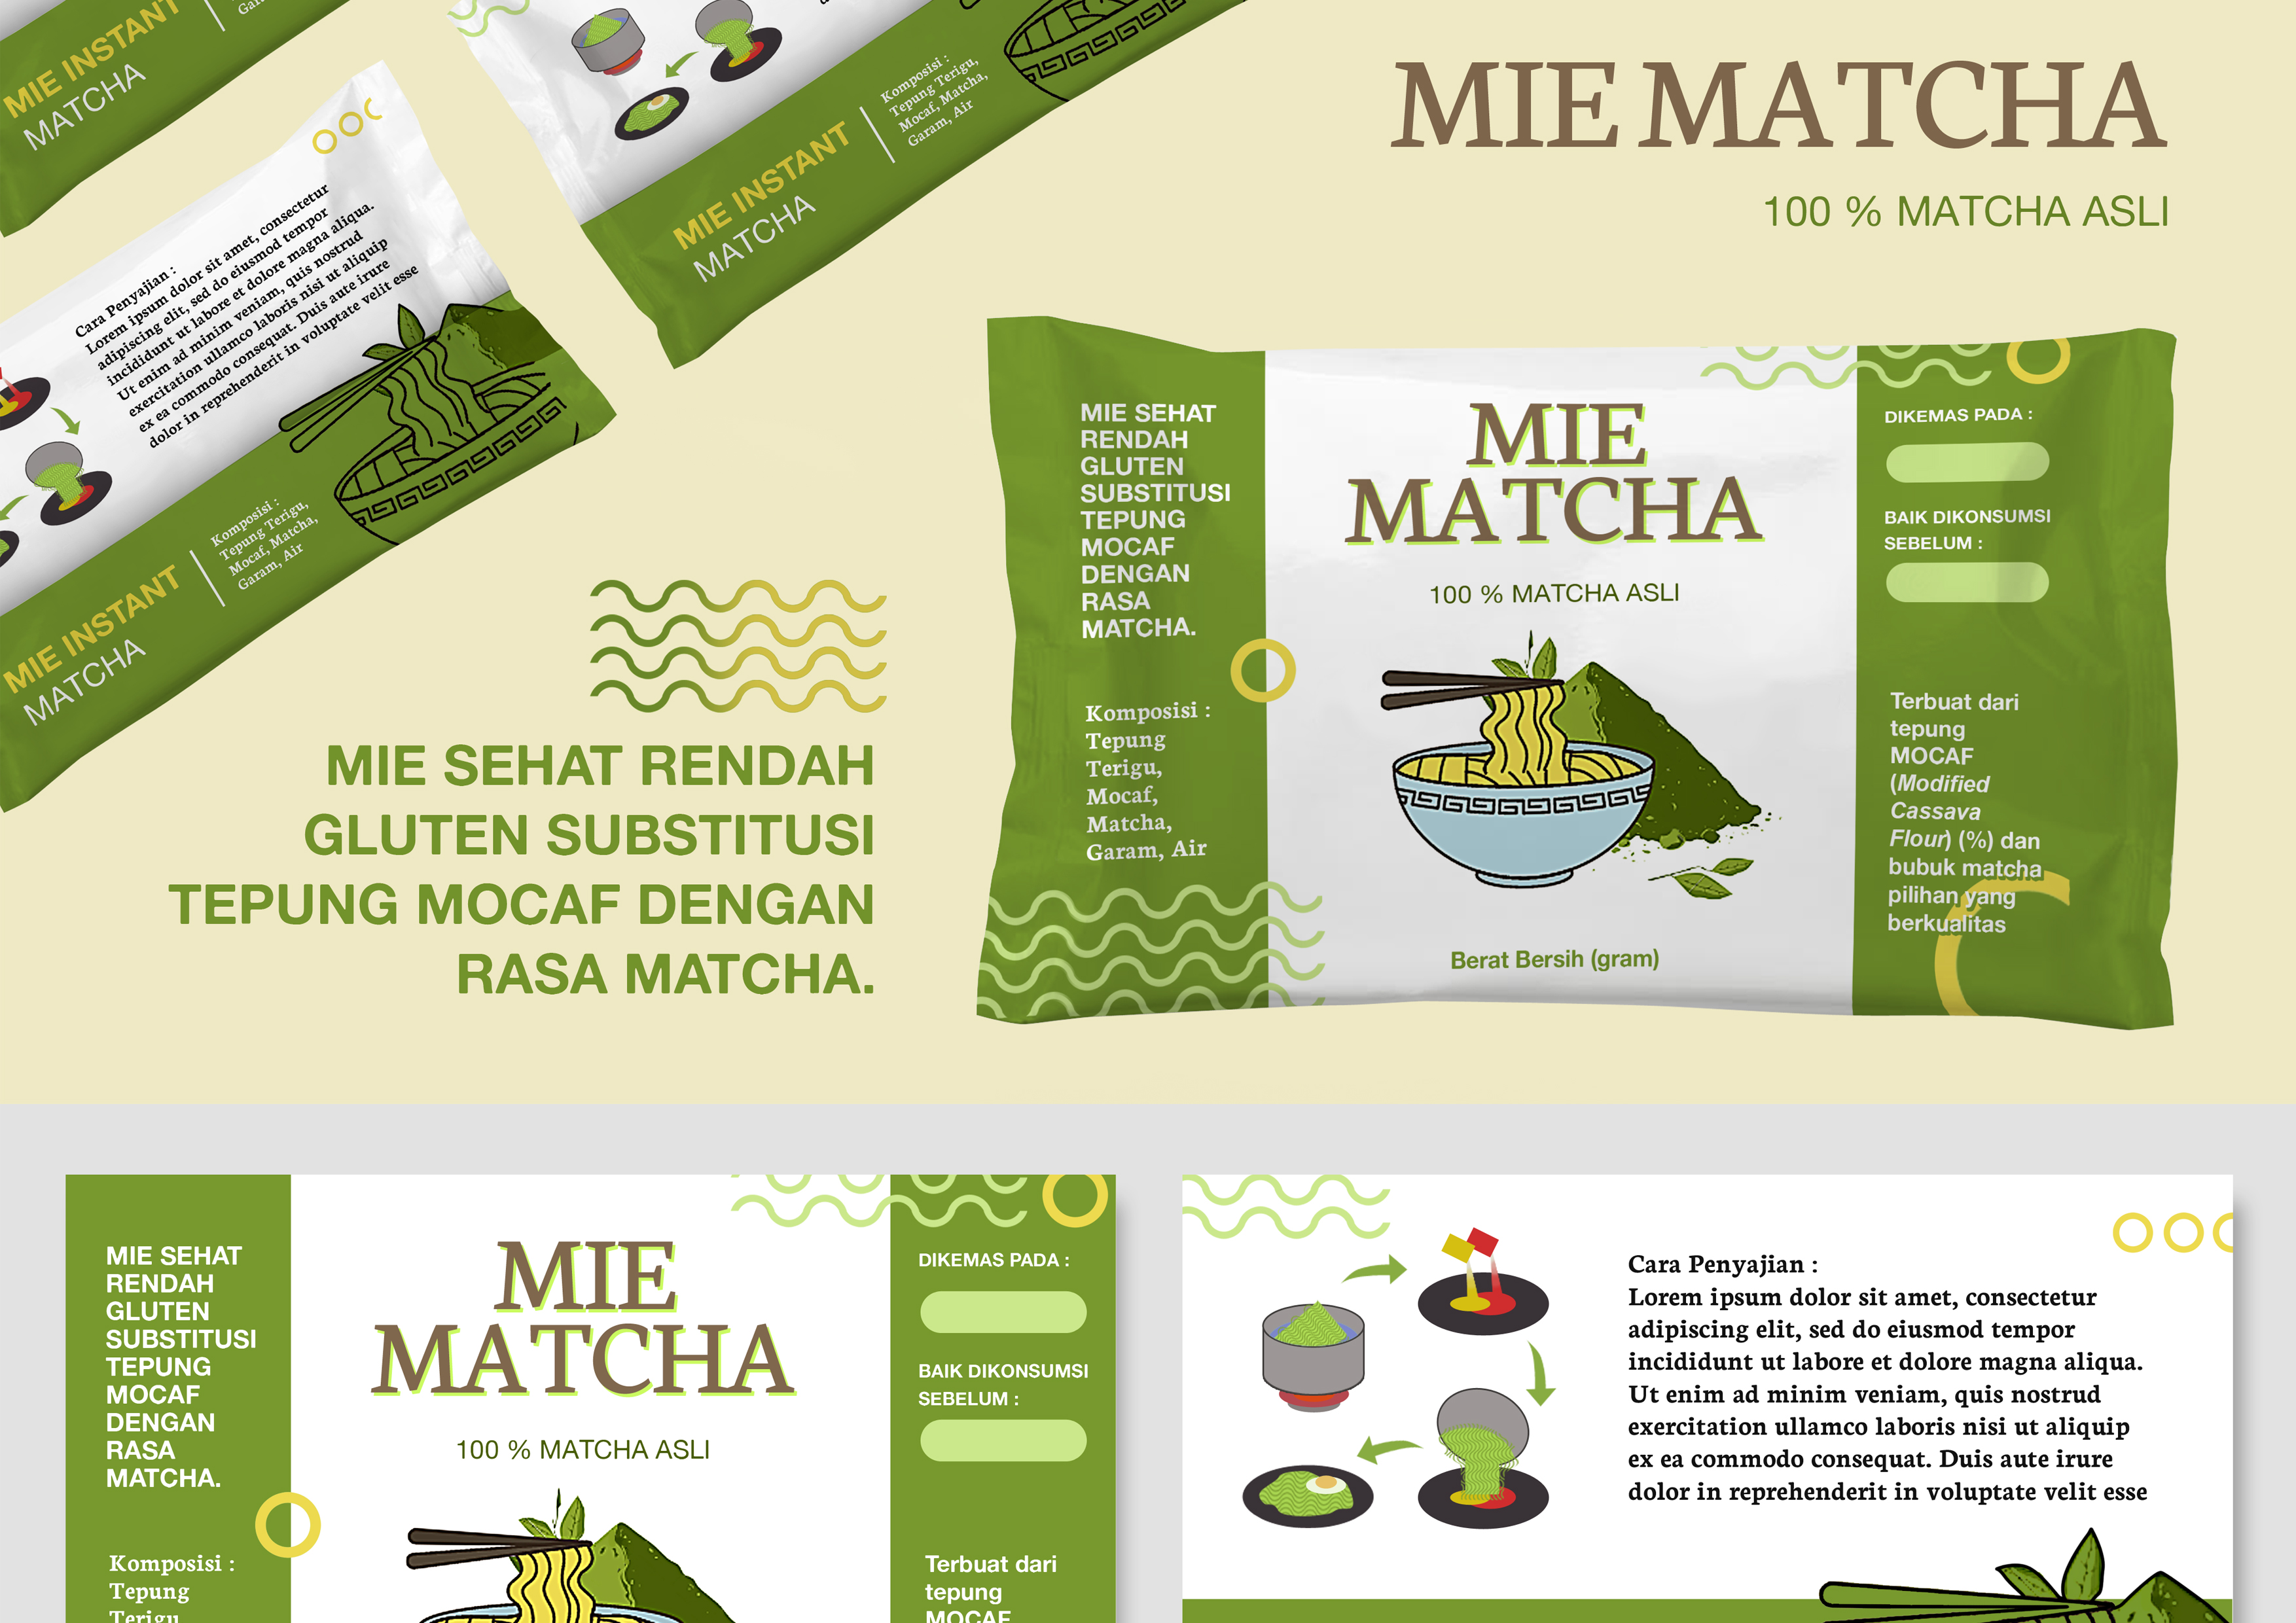 MIE INSTANT
MATCHA
MIE INSTANT
MATCHA
Komposisi :
Tepung Terigu,
Mocaf, Matcha,
Garam, Air
Cara Penyajian :
Lorem ipsum dolor sit amet, consectetur
adipiscing elit, sed do eiusmod tempor
incididunt ut labore et dolore magna aliqua.
Ut enim ad minim veniam, quis nostrud
exercitation ullamco laboris nisi ut aliquip
ex ea commodo consequat. Duis aute irure
dolor in reprehenderit in voluptate velit esse
MIE INSTANT
MATCHA
Komposisi :
Tepung Terigu,
Mocaf, Matcha,
Garam, Air
MIE MATCHA
100 % MATCHA ASLI
MIE SEHAT RENDAH
GLUTEN SUBSTITUSI
TEPUNG MOCAF DENGAN
RASA MATCHA.
MIE SEHAT
RENDAH
GLUTEN
SUBSTITUSI
TEPUNG
MOCAF
DENGAN
RASA
MATCHA.
Komposisi :
Tepung
Terigu,
Mocaf,
Matcha,
Garam, Air
MIE
MATCHA
100 % MATCHA ASLI
Berat Bersih (gram)
DIKEMAS PADA :
BAIK DIKONSUMSI
SEBELUM :
Terbuat dari
tepung
MOCAF
(Modified
Cassava
Flour) (%) dan
bubuk matcha
pilihan yang
berkualitas
MIE SEHAT
RENDAH
GLUTEN
SUBSTITUSI
TEPUNG
MOCAF
DENGAN
RASA
MATCHA.
Komposisi :
Tepung
Terigu
MIE
MATCHA
100 % MATCHA ASLI
DIKEMAS PADA :
BAIK DIKONSUMSI
SEBELUM :
Terbuat dari
tepung
MOCAF
Cara Penyajian :
Lorem ipsum dolor sit amet, consectetur
adipiscing elit, sed do eiusmod tempor
incididunt ut labore et dolore magna aliqua.
Ut enim ad minim veniam, quis nostrud
exercitation ullamco laboris nisi ut aliquip
ex ea commodo consequat. Duis aute irure
dolor in reprehenderit in voluptate velit esse